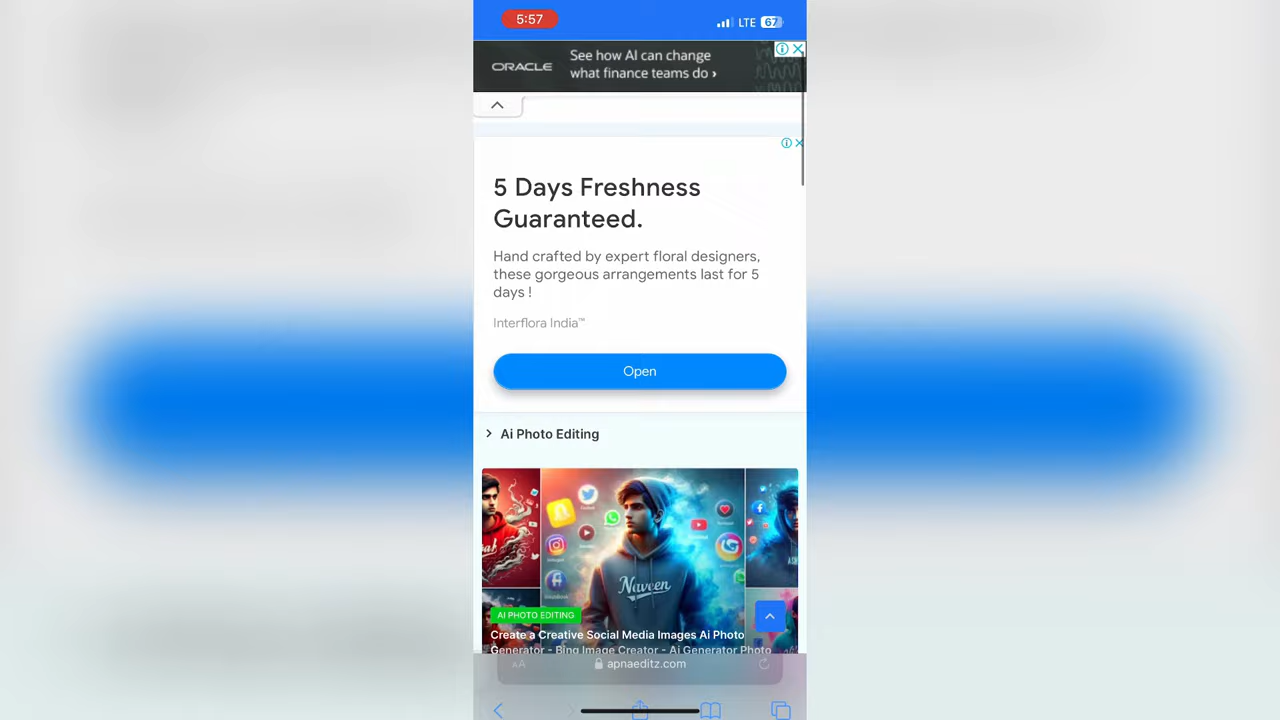 5:57
LTE 67
ORACLE
See how AI can change
what finance teams do ›
5 Days Freshness
Guaranteed.
Hand crafted by expert floral designers,
these gorgeous arrangements last for 5
days !
Interflora India™
Open
Ai Photo Editing
Naveen
AI PHOTO EDITING
Create a Creative Social Media Images Ai Photo
Generator - Bing Image Creator - Ai Generator Photo
AA
apnaeditz.com